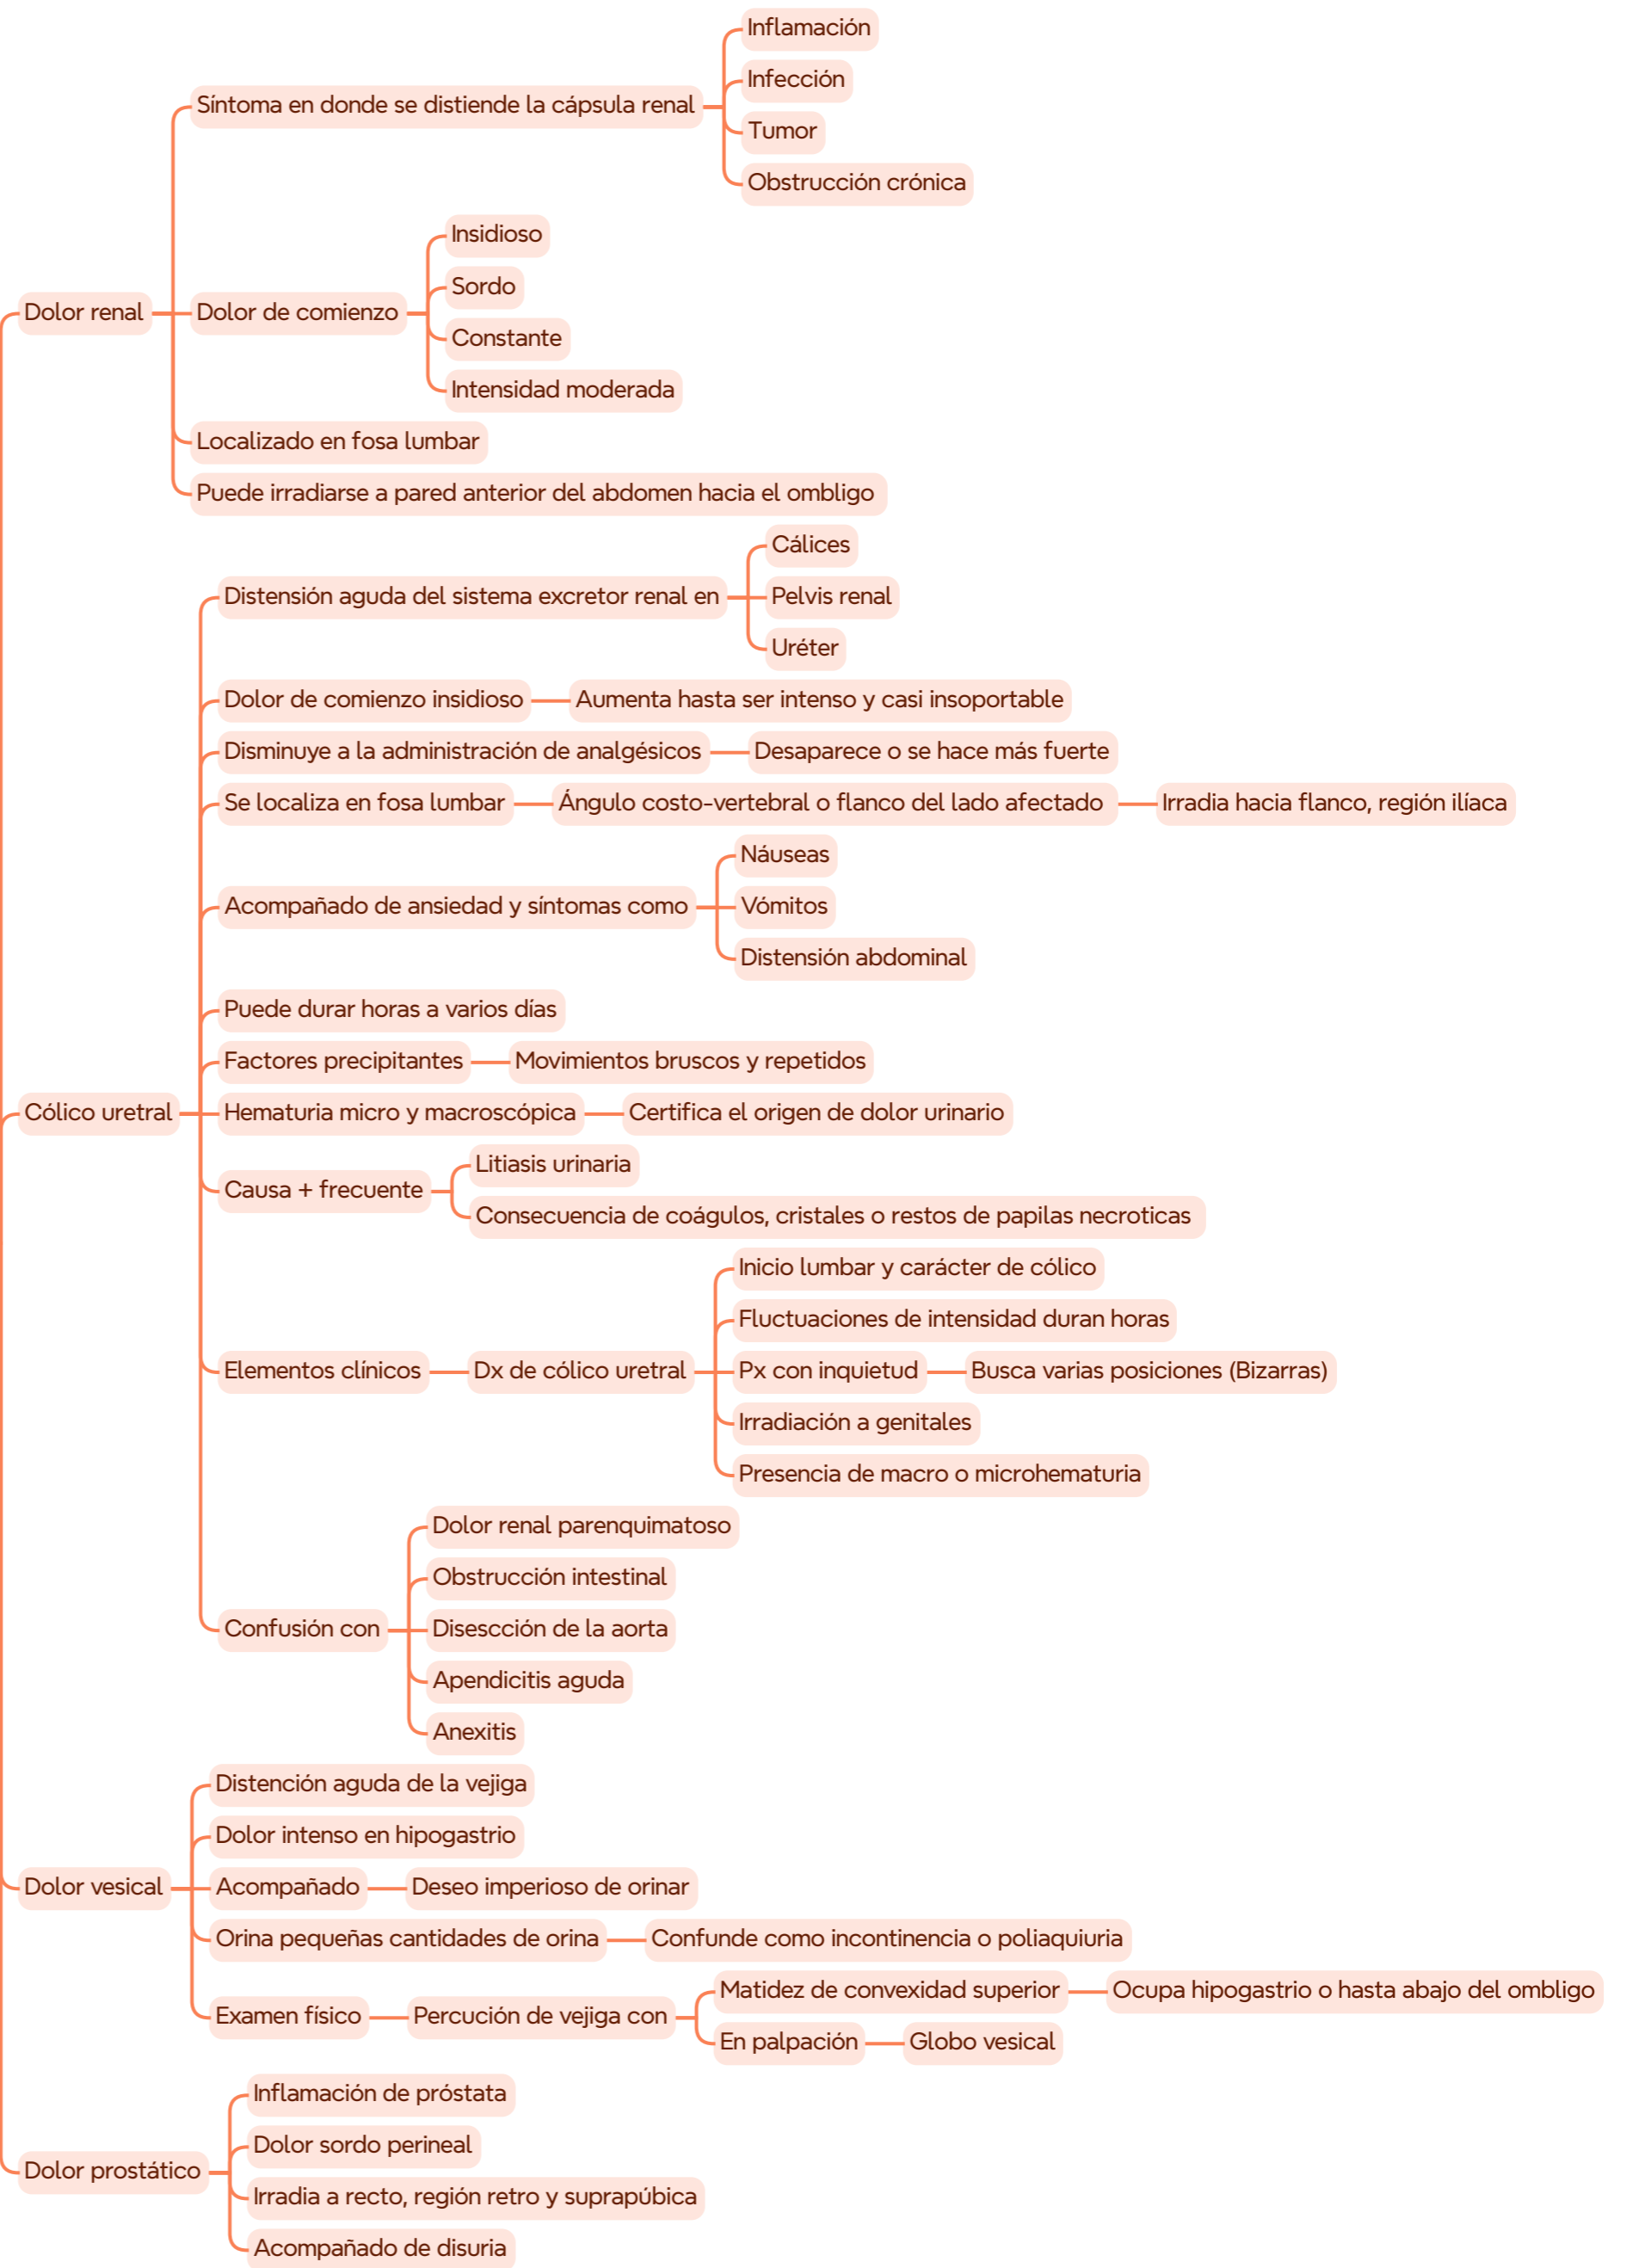 Dolor renal
Síntoma en donde se distiende la cápsula renal
Inflamación
Infección
Tumor
Obstrucción crónica
Dolor de comienzo
Insidioso
Sordo
Constante
Intensidad moderada
Localizado en fosa lumbar
Puede irradiarse a pared anterior del abdomen hacia el ombligo
Cólico uretral
Distensión aguda del sistema excretor renal en
Cálices
Pelvis renal
Uréter
Dolor de comienzo insidioso
Aumenta hasta ser intenso y casi insoportable
Disminuye a la administración de analgésicos
Desaparece o se hace más fuerte
Se localiza en fosa lumbar
Ángulo costo-vertebral o flanco del lado afectado
Irradia hacia flanco, región ilíaca
Acompañado de ansiedad y síntomas como
Náuseas
Vómitos
Distensión abdominal
Puede durar horas a varios días
Factores precipitantes
Movimientos bruscos y repetidos
Hematuria micro y macroscópica
Certifica el origen de dolor urinario
Causa + frecuente
Litiasis urinaria
Consecuencia de coágulos, cristales o restos de papilas necroticas
Elementos clínicos
Dx de cólico uretral
Inicio lumbar y carácter de cólico
Fluctuaciones de intensidad duran horas
Px con inquietud
Busca varias posiciones (Bizarras)
Irradiación a genitales
Presencia de macro o microhematuria
Confusión con
Dolor renal parenquimatoso
Obstrucción intestinal
Disescción de la aorta
Apendicitis aguda
Anexitis
Dolor vesical
Distención aguda de la vejiga
Dolor intenso en hipogastrio
Acompañado
Deseo imperioso de orinar
Orina pequeñas cantidades de orina
Confunde como incontinencia o poliaquiuria
Examen físico
Percución de vejiga con
Matidez de convexidad superior
Ocupa hipogastrio o hasta abajo del ombligo
En palpación
Globo vesical
Dolor prostático
Inflamación de próstata
Dolor sordo perineal
Irradia a recto, región retro y suprapúbica
Acompañado de disuria